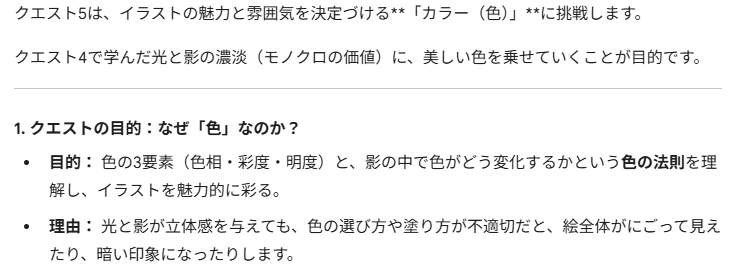 クエスト5は、イラストの魅力と雰囲気を決定づける**「カラー（色）」**に挑戦します。
クエスト4で学んだ光と影の濃淡（モノクロの価値）に、美しい色を乗せていくことが目的です。
1. クエストの目的：なぜ「色」なのか？
• 目的： 色の3要素（色相・彩度・明度）と、影の中で色がどう変化するかという色の法則を理
解し、イラストを魅力的に彩る。
• 理由： 光と影が立体感を与えても、色の選び方や塗り方が不適切だと、絵全体がにごって見え
たり、暗い印象になったりします。